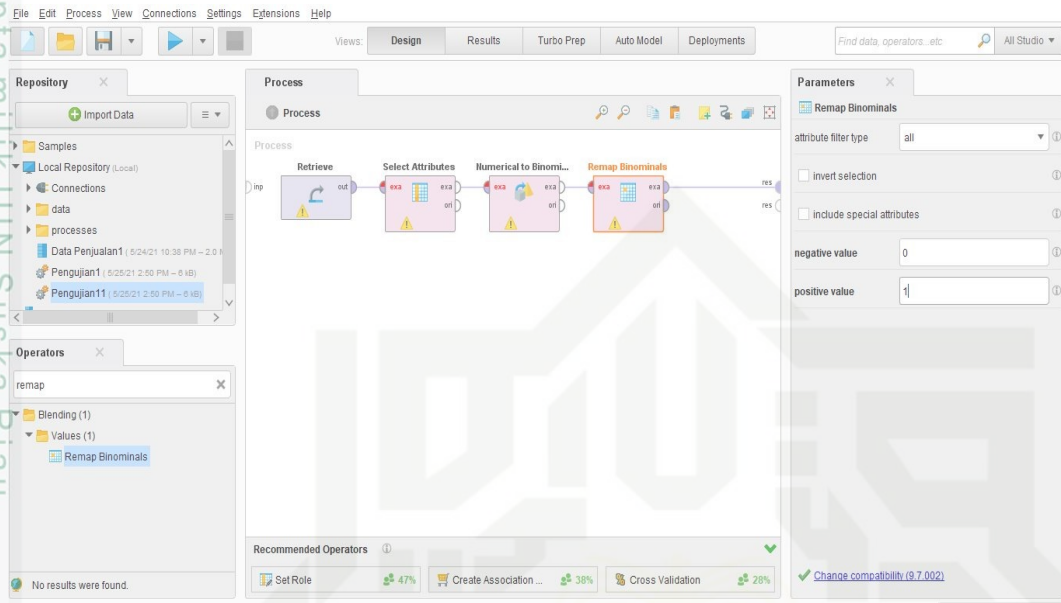 File Edit Process View Connections Settings Extensions Help
Views: Design Results Turbo Prep Auto Model Deployments
Find data, operators...etc All Studio
Repository
Import Data
Samples
Local Repository (Local)
Connections
data
processes
Data Penjualan1 (5/24/21 10:38 PM – 2.0
Pengujian1 (5/25/21 2:50 PM – 6 kB)
Pengujian11 (5/25/21 2:50 PM – 6 kB)
Operators
remap
Blending (1)
Values (1)
Remap Binominals
No results were found.
Process
Process
Process
Retrieve Select Attributes Numerical to Binomi... Remap Binominals
inp out exa exa exa exa exa exa res
ori ori ori res
Recommended Operators
Set Role 47% Create Association ... 38% Cross Validation 28%
Parameters
Remap Binominals
attribute filter type all
invert selection
include special attributes
negative value 0
positive value 1
Change compatibility (9.7.002)